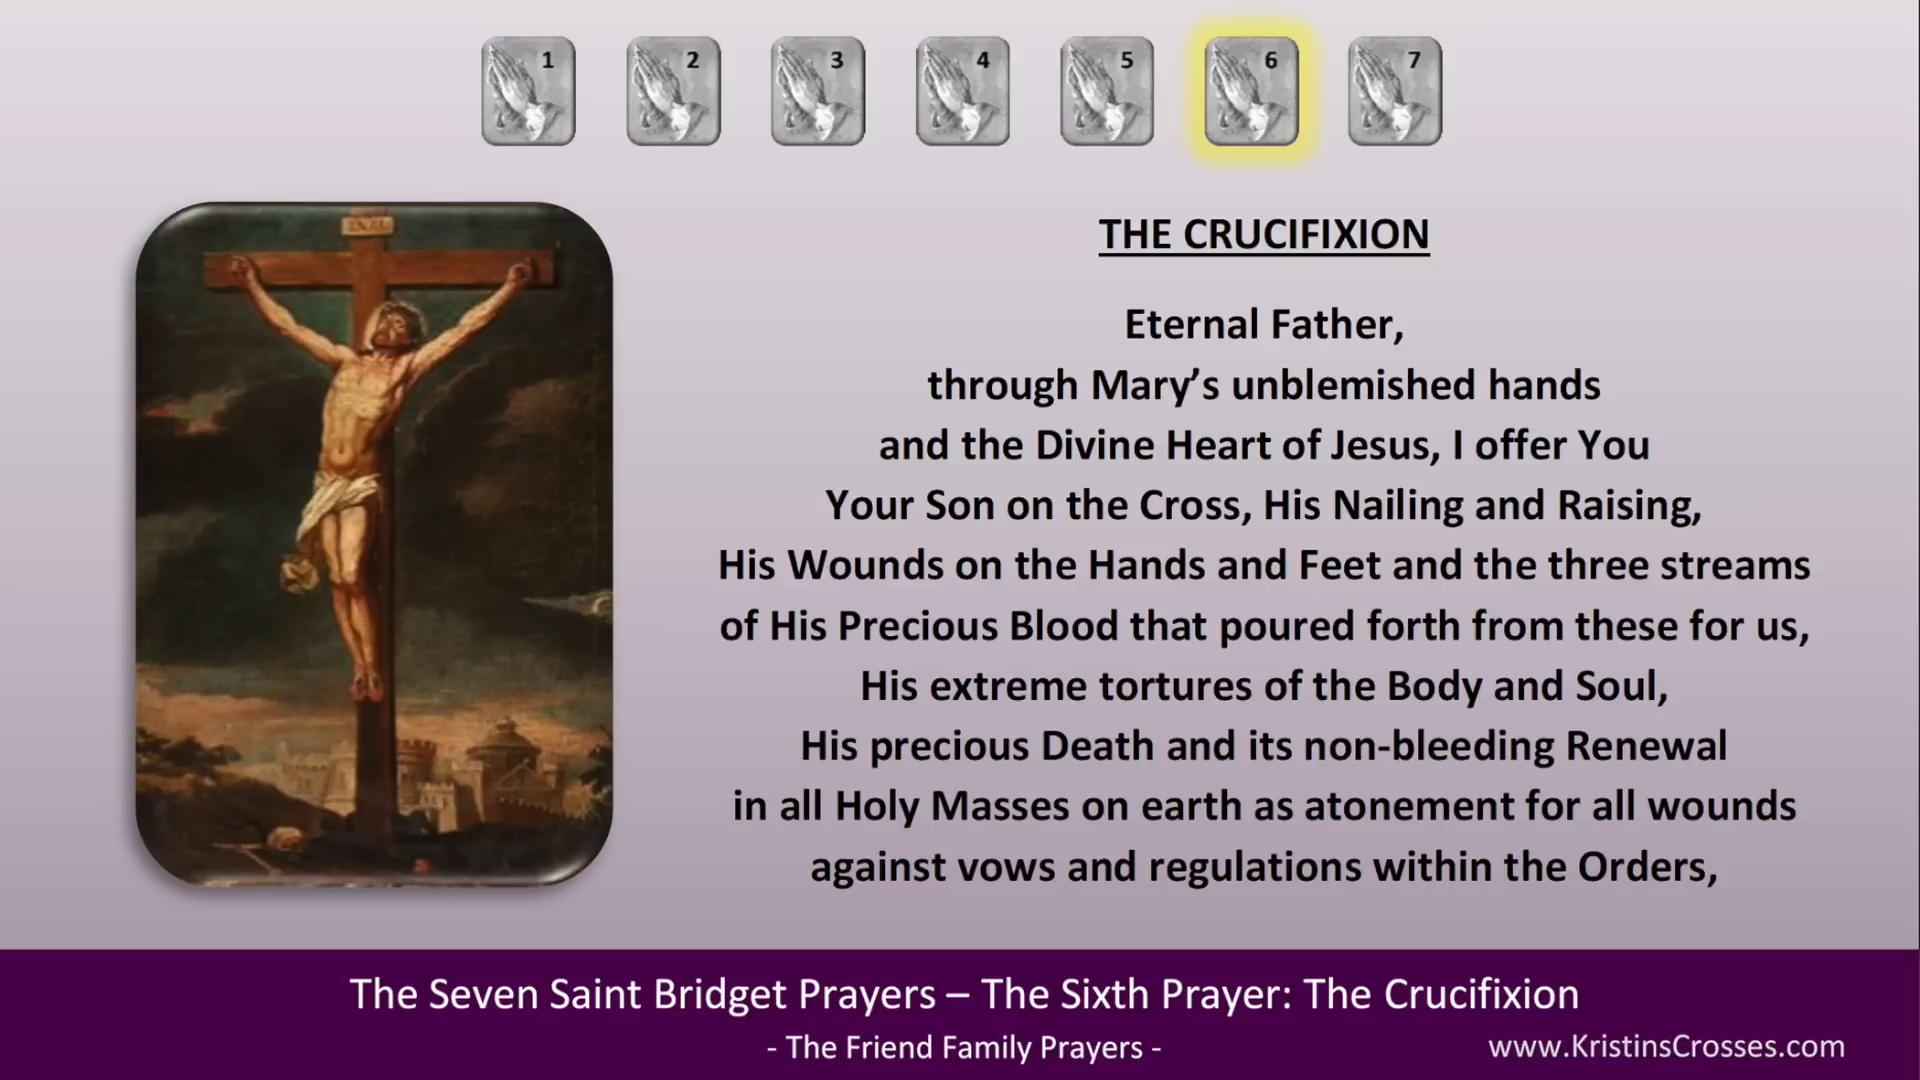 1 2 3 4 5 6 7
INRI
THE CRUCIFIXION
Eternal Father,
through Mary’s unblemished hands
and the Divine Heart of Jesus, I offer You
Your Son on the Cross, His Nailing and Raising,
His Wounds on the Hands and Feet and the three streams
of His Precious Blood that poured forth from these for us,
His extreme tortures of the Body and Soul,
His precious Death and its non-bleeding Renewal
in all Holy Masses on earth as atonement for all wounds
against vows and regulations within the Orders,
The Seven Saint Bridget Prayers – The Sixth Prayer: The Crucifixion
- The Friend Family Prayers -
www.KristinsCrosses.com